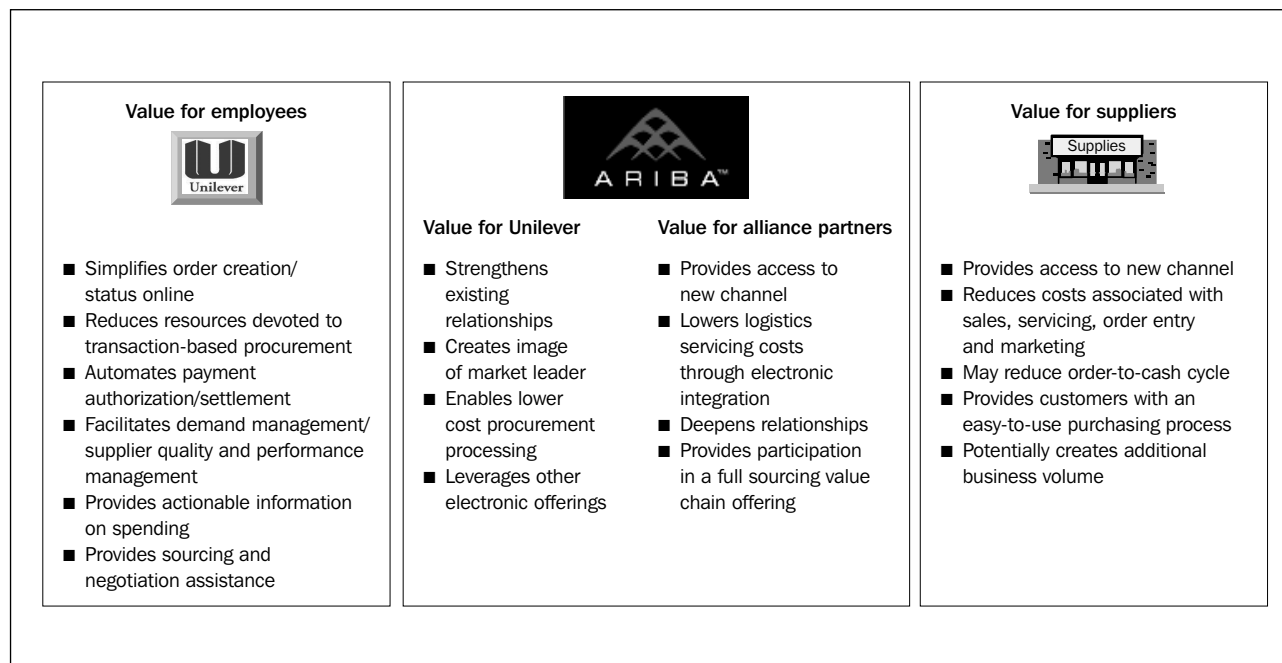 Value for employees
Unilever
■ Simplifies order creation/
status online
■ Reduces resources devoted to
transaction-based procurement
■ Automates payment
authorization/settlement
■ Facilitates demand management/
supplier quality and performance
management
■ Provides actionable information
on spending
■ Provides sourcing and
negotiation assistance
ARIBA™
Value for Unilever
■ Strengthens
existing
relationships
■ Creates image
of market leader
■ Enables lower
cost procurement
processing
■ Leverages other
electronic offerings
Value for alliance partners
■ Provides access to
new channel
■ Lowers logistics
servicing costs
through electronic
integration
■ Deepens relationships
■ Provides participation
in a full sourcing value
chain offering
Value for suppliers
Supplies
■ Provides access to new channel
■ Reduces costs associated with
sales, servicing, order entry
and marketing
■ May reduce order-to-cash cycle
■ Provides customers with an
easy-to-use purchasing process
■ Potentially creates additional
business volume